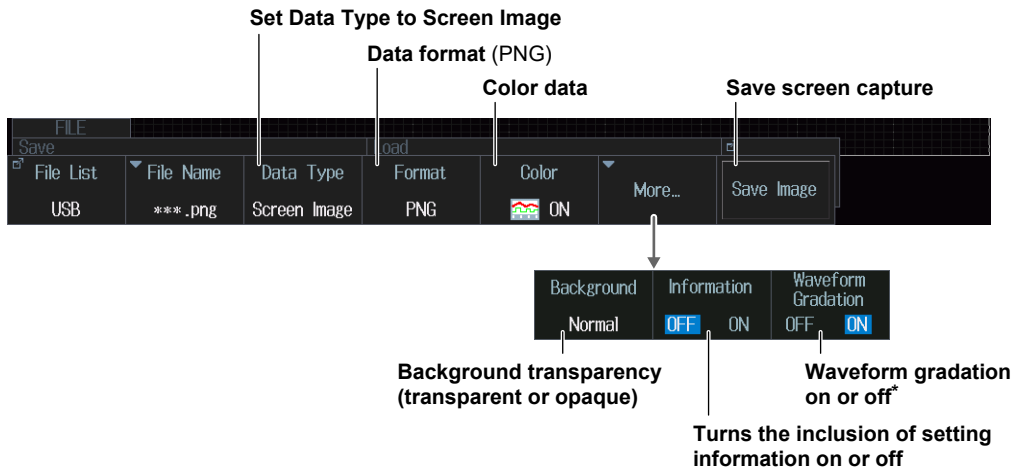 Set Data Type to Screen Image
Data format (PNG)
Color data
Save screen capture
FILE
Save
Load
File List
File Name
Data Type
Format
Color
More...
Save Image
USB
***.png
Screen Image
PNG
ON
Background
Information
Waveform
Gradation
Normal
OFF ON
OFF ON
Background transparency
(transparent or opaque)
Waveform gradation
on or off*
Turns the inclusion of setting
information on or off